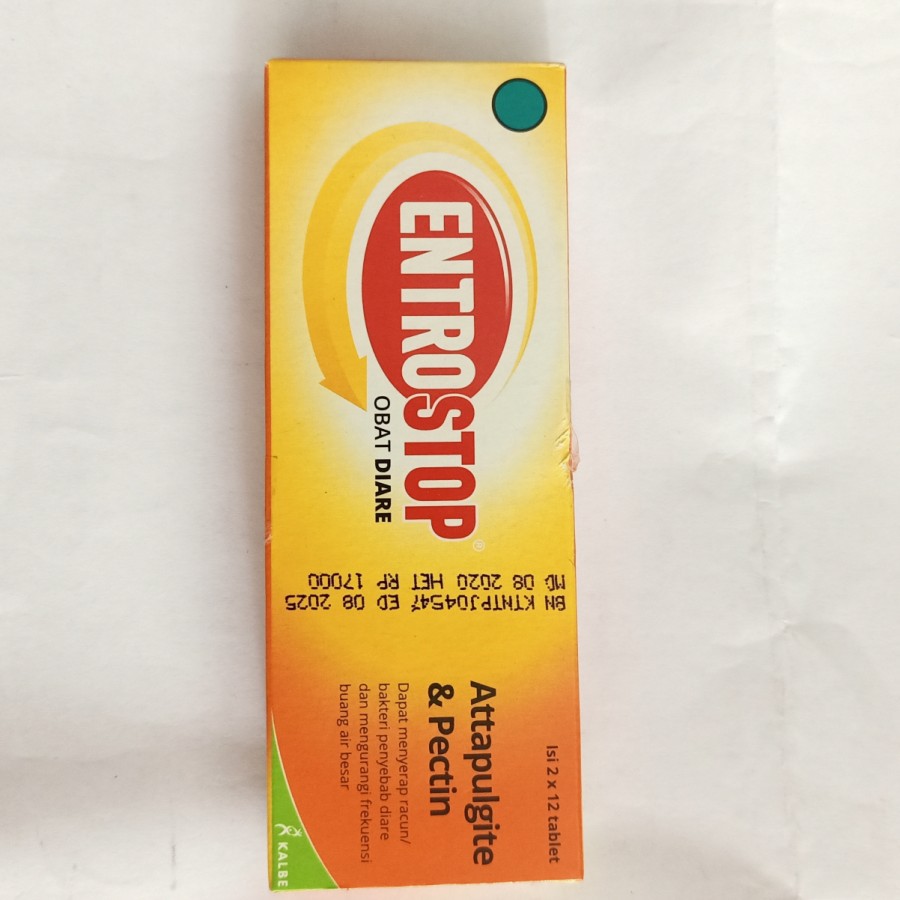 ENTROSTOP®
OBAT DIARE
BN KTNTPJ04547 ED 08 2025
MD 08 2020 HET RP 17000
Isi 2 x 12 tablet
Attapulgite
& Pectin
Dapat menyerap racun/
bakteri penyebab diare
dan mengurangi frekuensi
buang air besar
KALBE